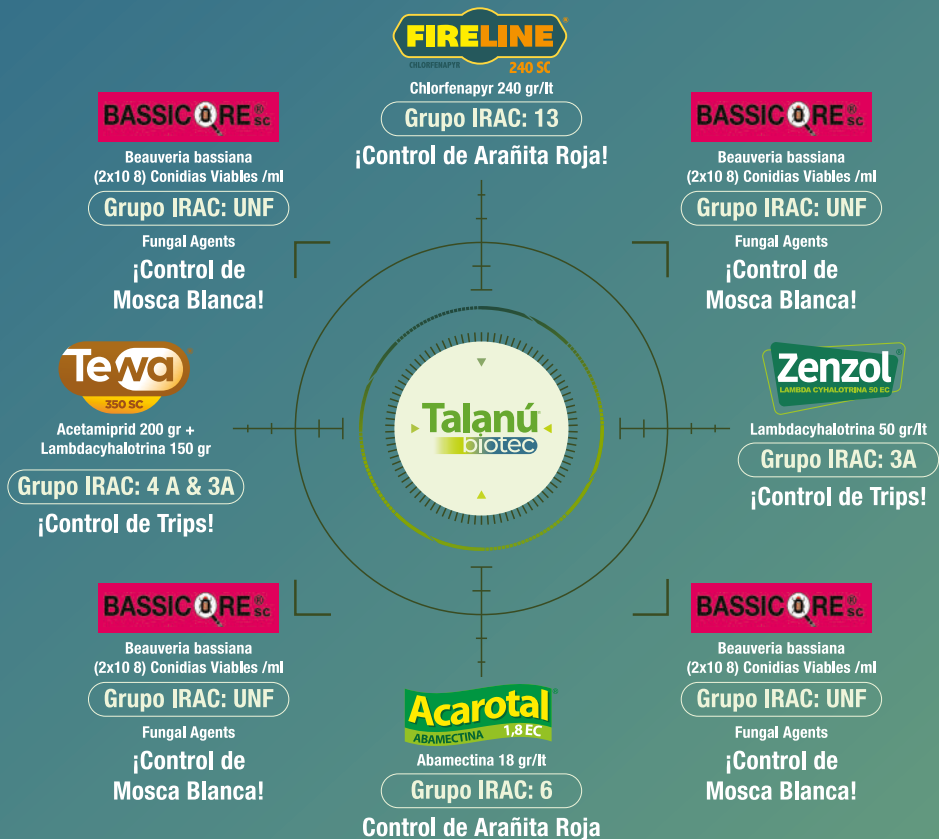 FIRELINE®
CHLORFENAPYR
240 SC
Chlorfenapyr 240 gr/lt
Grupo IRAC: 13
¡Control de Arañita Roja!
BASSICORE® SC
Beauveria bassiana
(2x10 8) Conidias Viables /ml
Grupo IRAC: UNF
Fungal Agents
¡Control de
Mosca Blanca!
BASSICORE® SC
Beauveria bassiana
(2x10 8) Conidias Viables /ml
Grupo IRAC: UNF
Fungal Agents
¡Control de
Mosca Blanca!
Tewa
350 SC
Acetamiprid 200 gr +
Lambdacyhalotrina 150 gr
Grupo IRAC: 4 A & 3A
¡Control de Trips!
Talanú
biotec
Zenzol
LAMBDA CYHALOTRINA 50 EC
Lambdacyhalotrina 50 gr/lt
Grupo IRAC: 3A
¡Control de Trips!
BASSICORE® SC
Beauveria bassiana
(2x10 8) Conidias Viables /ml
Grupo IRAC: UNF
Fungal Agents
¡Control de
Mosca Blanca!
Acarotal®
ABAMECTINA 1,8 EC
Abamectina 18 gr/lt
Grupo IRAC: 6
Control de Arañita Roja
BASSICORE® SC
Beauveria bassiana
(2x10 8) Conidias Viables /ml
Grupo IRAC: UNF
Fungal Agents
¡Control de
Mosca Blanca!